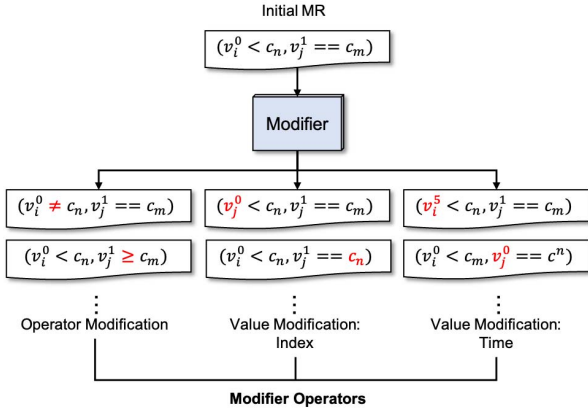 Initial MR
(v_i^0 < c_n, v_j^1 == c_m)
Modifier
(v_i^0 ≠ c_n, v_j^1 == c_m)
(v_j^0 < c_n, v_j^1 == c_m)
(v_i^5 < c_n, v_j^1 == c_m)
(v_i^0 < c_n, v_j^1 ≥ c_m)
(v_i^0 < c_n, v_j^1 == c_n)
(v_i^0 < c_m, v_j^0 == c^n)
⋮ ⋮ ⋮
Operator Modification
Value Modification:
Index
Value Modification:
Time
Modifier Operators